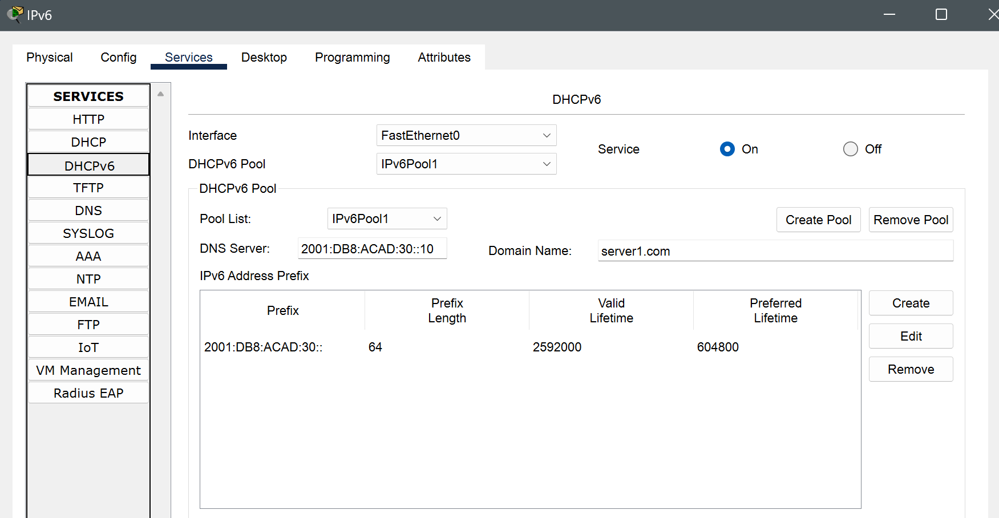 IPv6
Physical Config Services Desktop Programming Attributes
SERVICES
HTTP
DHCP
DHCPv6
TFTP
DNS
SYSLOG
AAA
NTP
EMAIL
FTP
IoT
VM Management
Radius EAP
DHCPv6
Interface FastEthernet0
Service On Off
DHCPv6 Pool IPv6Pool1
DHCPv6 Pool
Pool List: IPv6Pool1 Create Pool Remove Pool
DNS Server: 2001:DB8:ACAD:30::10 Domain Name: server1.com
IPv6 Address Prefix
Prefix Prefix Length Valid Lifetime Preferred Lifetime
2001:DB8:ACAD:30:: 64 2592000 604800
Create
Edit
Remove